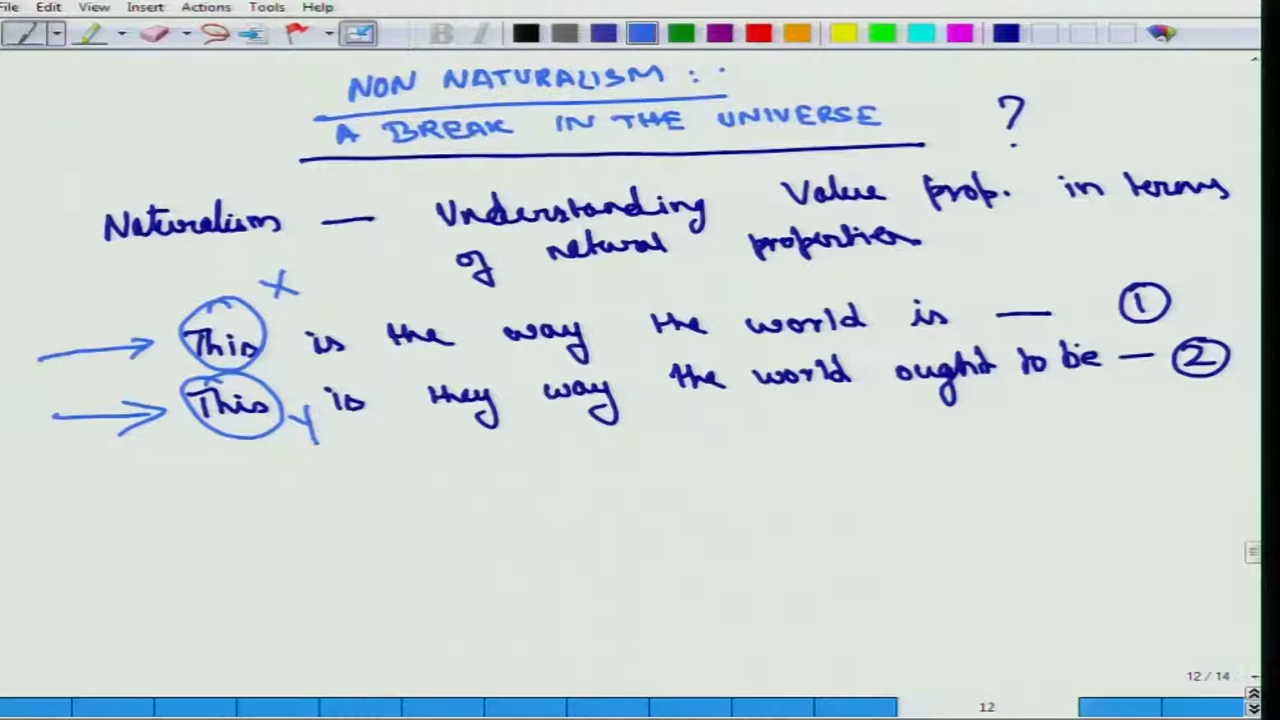 File Edit View Insert Actions Tools Help
NON NATURALISM : .
A BREAK IN THE UNIVERSE ?
Naturalism — Understanding Value prop. in terms
of natural properties
X
This is the way the world is — 1
This is they way the world ought to be — 2
Y
12 / 14
12